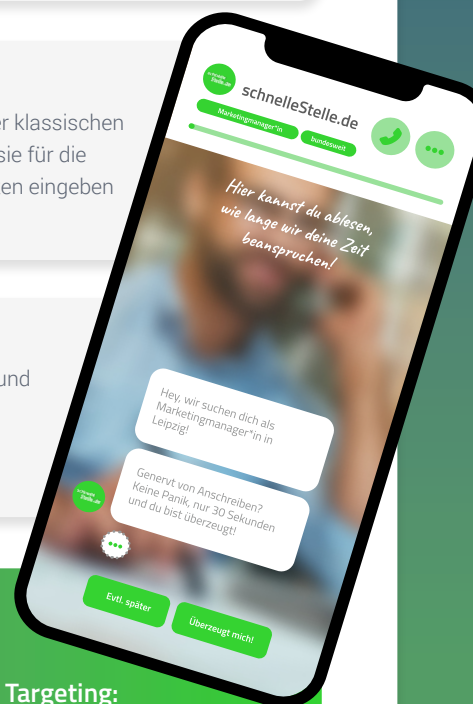 er klassischen
sie für die
en eingeben
und
Targeting:
schnelleStelle.de
Marketingmanager*in
bundesweit
Hier kannst du ablesen,
wie lange wir deine Zeit
beanspruchen!
Hey, wir suchen dich als
Marketingmanager*in in
Leipzig!
Genervt von Anschreiben?
Keine Panik, nur 30 Sekunden
und du bist überzeugt!
Evtl. später
Überzeugt mich!